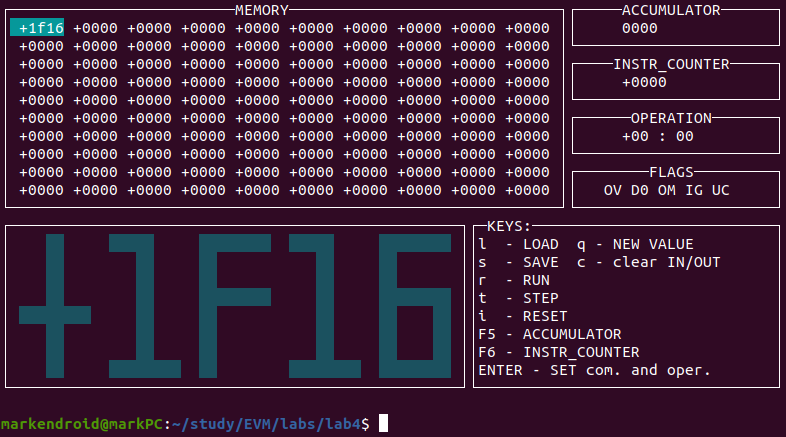 MEMORY
+1f16 +0000 +0000 +0000 +0000 +0000 +0000 +0000 +0000 +0000
+0000 +0000 +0000 +0000 +0000 +0000 +0000 +0000 +0000 +0000
+0000 +0000 +0000 +0000 +0000 +0000 +0000 +0000 +0000 +0000
+0000 +0000 +0000 +0000 +0000 +0000 +0000 +0000 +0000 +0000
+0000 +0000 +0000 +0000 +0000 +0000 +0000 +0000 +0000 +0000
+0000 +0000 +0000 +0000 +0000 +0000 +0000 +0000 +0000 +0000
+0000 +0000 +0000 +0000 +0000 +0000 +0000 +0000 +0000 +0000
+0000 +0000 +0000 +0000 +0000 +0000 +0000 +0000 +0000 +0000
+0000 +0000 +0000 +0000 +0000 +0000 +0000 +0000 +0000 +0000
+0000 +0000 +0000 +0000 +0000 +0000 +0000 +0000 +0000 +0000
ACCUMULATOR
0000
INSTR_COUNTER
+0000
OPERATION
+00 : 00
FLAGS
OV D0 OM IG UC
+1F16
KEYS:
l - LOAD q - NEW VALUE
s - SAVE c - clear IN/OUT
r - RUN
t - STEP
i - RESET
F5 - ACCUMULATOR
F6 - INSTR_COUNTER
ENTER - SET com. and oper.
markendroid@markPC:~/study/EVM/labs/lab4$